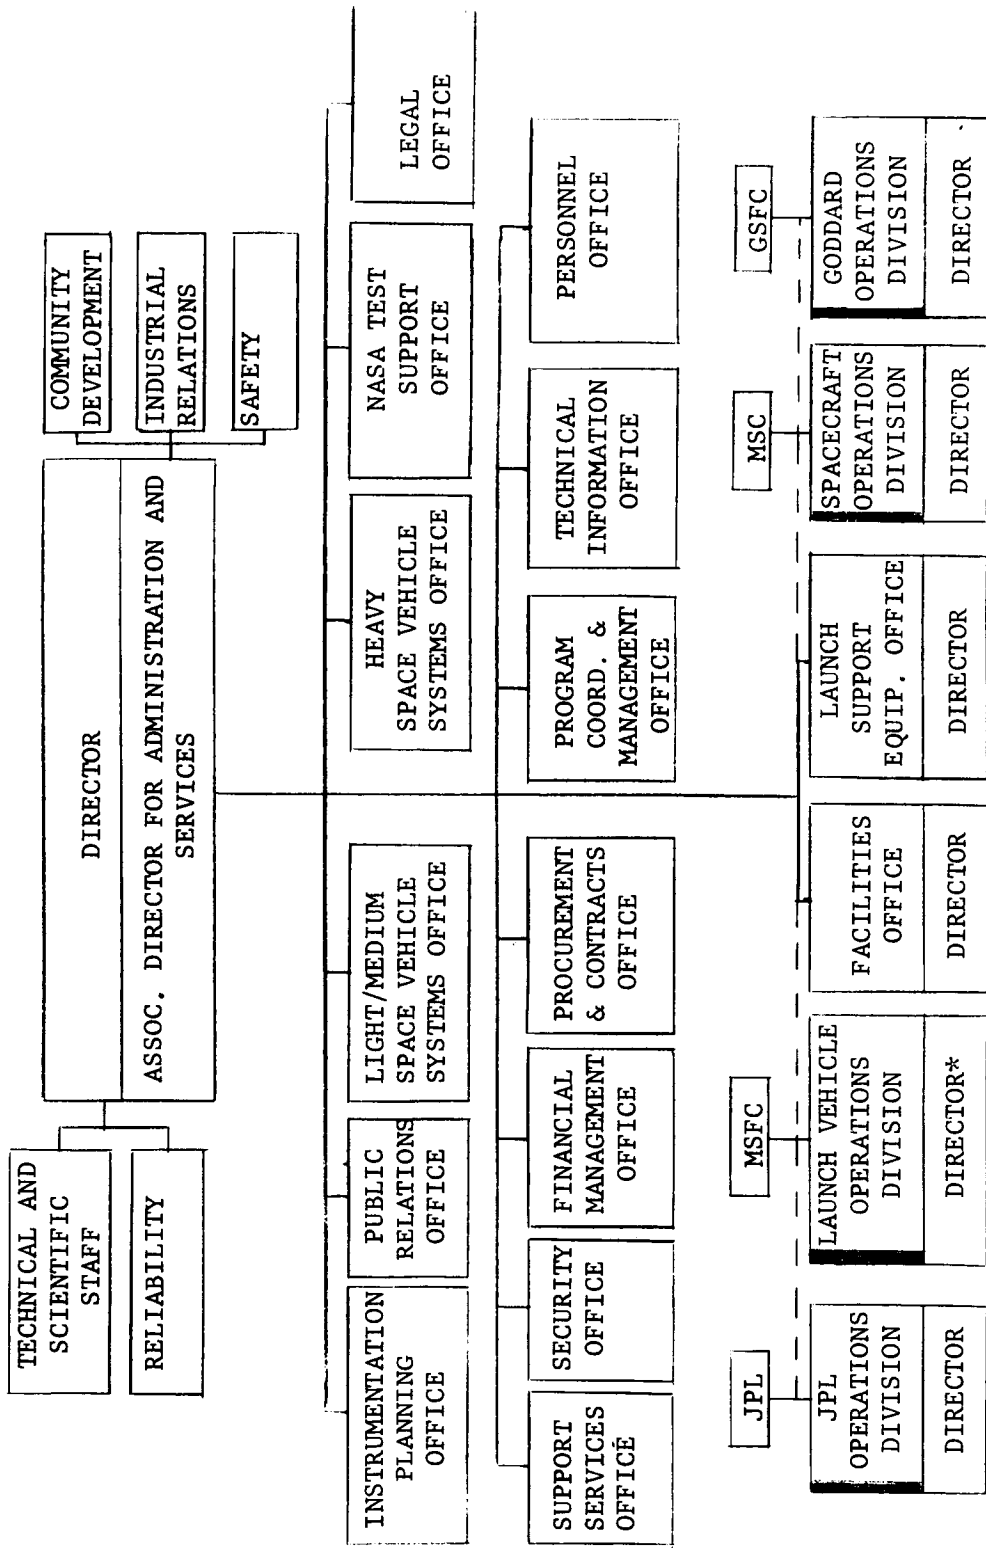 DIRECTOR
ASSOC. DIRECTOR FOR ADMINISTRATION AND
SERVICES
TECHNICAL AND
SCIENTIFIC
STAFF
RELIABILITY
COMMUNITY
DEVELOPMENT
INDUSTRIAL
RELATIONS
SAFETY
INSTRUMENTATION
PLANNING
OFFICE
PUBLIC
RELATIONS
OFFICE
LIGHT/MEDIUM
SPACE VEHICLE
SYSTEMS OFFICE
HEAVY
SPACE VEHICLE
SYSTEMS OFFICE
NASA TEST
SUPPORT
OFFICE
LEGAL
OFFICE
SUPPORT
SERVICES
OFFICE
SECURITY
OFFICE
FINANCIAL
MANAGEMENT
OFFICE
PROCUREMENT
& CONTRACTS
OFFICE
PROGRAM
COORD. &
MANAGEMENT
OFFICE
TECHNICAL
INFORMATION
OFFICE
PERSONNEL
OFFICE
JPL
JPL
OPERATIONS
DIVISION
DIRECTOR
MSFC
LAUNCH VEHICLE
OPERATIONS
DIVISION
DIRECTOR*
FACILITIES
OFFICE
DIRECTOR
LAUNCH
SUPPORT
EQUIP. OFFICE
DIRECTOR
MSC
SPACECRAFT
OPERATIONS
DIVISION
DIRECTOR
GSFC
GODDARD
OPERATIONS
DIVISION
DIRECTOR